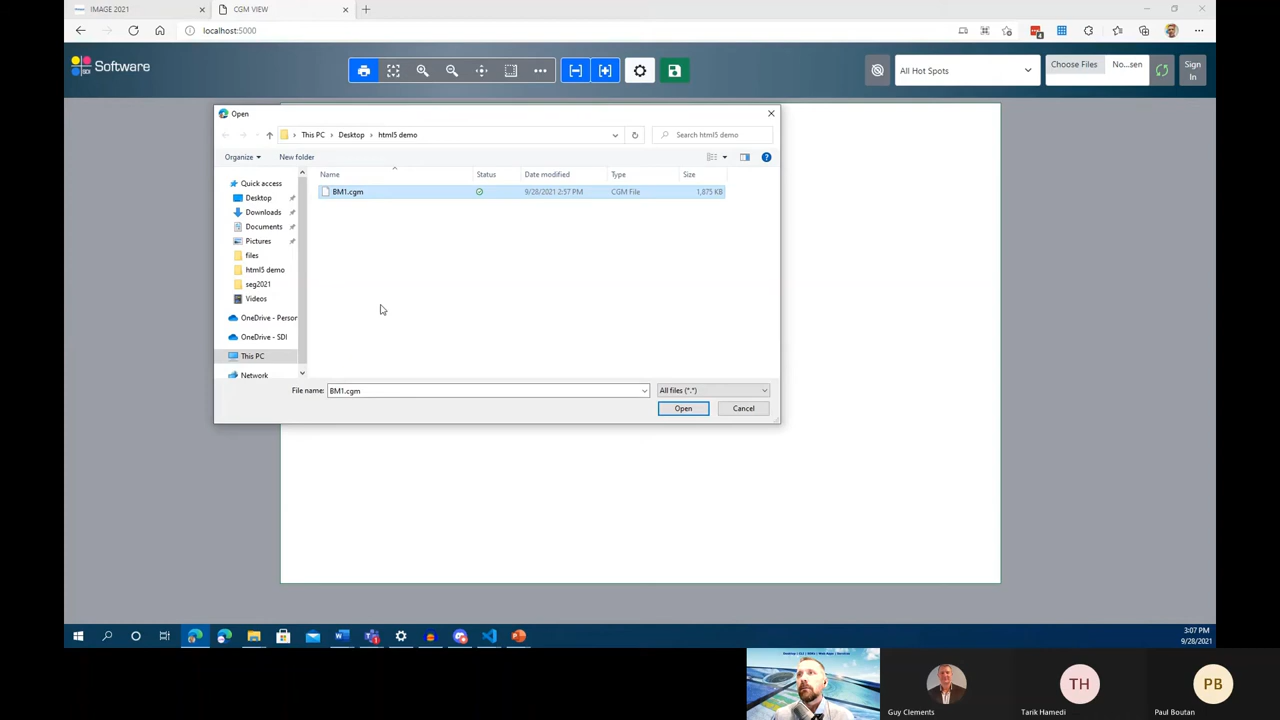 IMAGE 2021
CGM VIEW
localhost:5000
4
Software
All Hot Spots
Choose Files
No...sen
Sign
In
Open
This PC
Desktop
html5 demo
Search html5 demo
Organize
New folder
Name
Status
Date modified
Type
Size
BM1.cgm
9/28/2021 2:57 PM
CGM File
1,875 KB
Quick access
Desktop
Downloads
Documents
Pictures
files
html5 demo
seg2021
Videos
OneDrive - Person
OneDrive - SDI
This PC
Network
File name:
BM1.cgm
All files (*.*)
Open
Cancel
3:07 PM
9/28/2021
Guy Clements
TH
Tarik Hamedi
PB
Paul Boutan